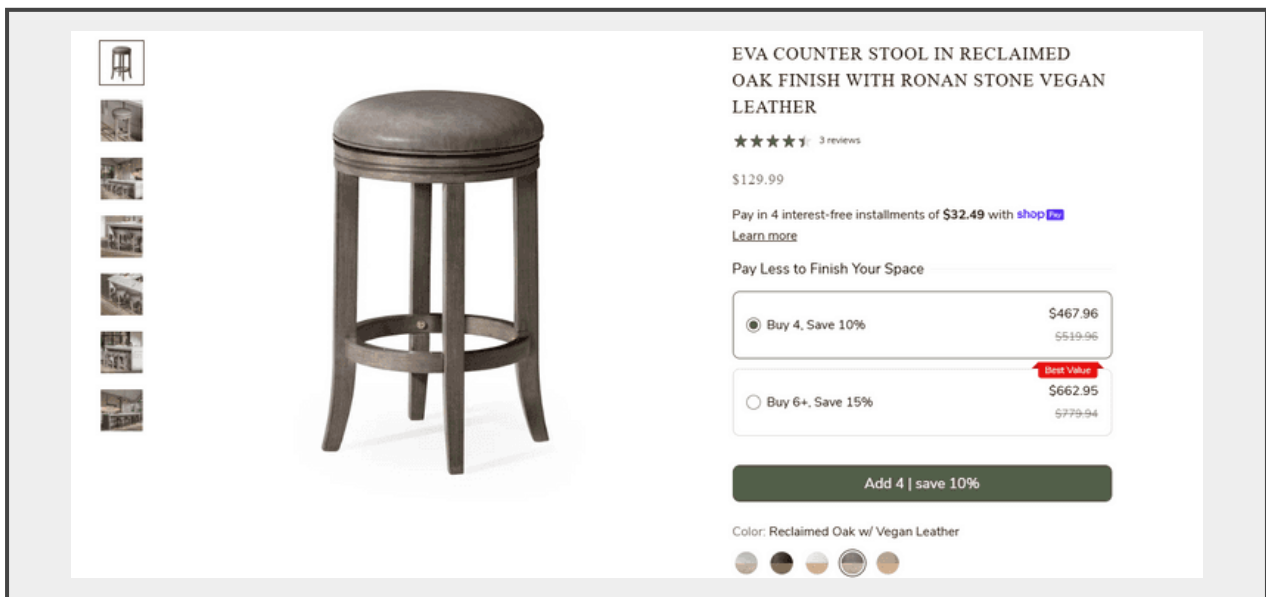 EVA COUNTER STOOL IN RECLAIMED
OAK FINISH WITH RONAN STONE VEGAN
LEATHER
3 reviews
$129.99
Pay in 4 interest-free installments of $32.49 with shop Pay
Learn more
Pay Less to Finish Your Space
Buy 4, Save 10%
$467.96
$519.96
Best Value
Buy 6+, Save 15%
$662.95
$779.94
Add 4 | save 10%
Color: Reclaimed Oak w/ Vegan Leather